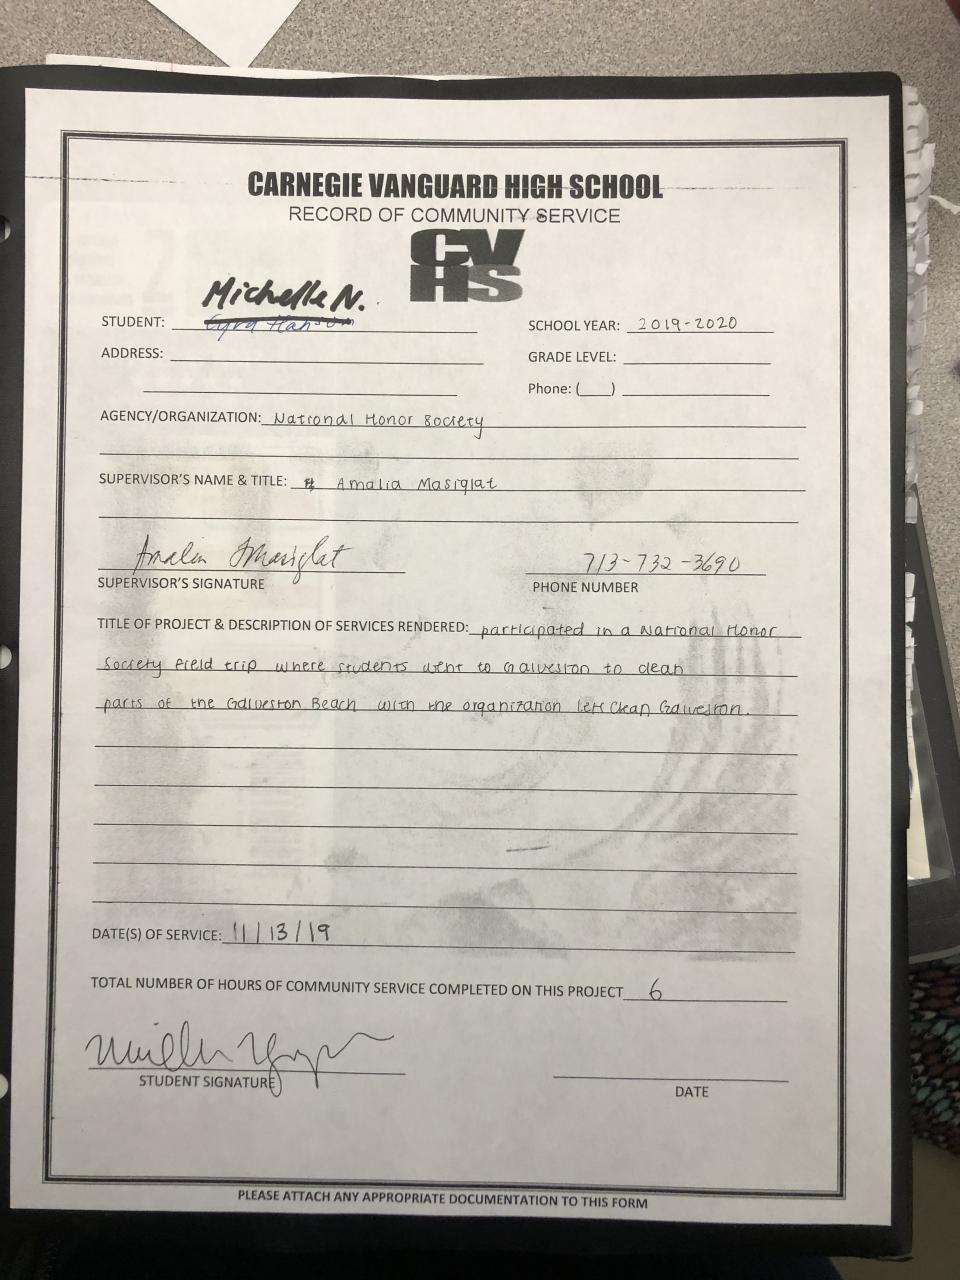 CARNEGIE VANGUARD HIGH SCHOOL
RECORD OF COMMUNITY SERVICE
CV
HS
Michelle N.
STUDENT: SCHOOL YEAR: 2019-2020
ADDRESS: GRADE LEVEL:
Phone: (___)
AGENCY/ORGANIZATION: National Honor Society
SUPERVISOR'S NAME & TITLE: Amalia Masiglat
Amalia Masiglat 713-732-3690
SUPERVISOR'S SIGNATURE PHONE NUMBER
TITLE OF PROJECT & DESCRIPTION OF SERVICES RENDERED: participated in a National Honor
Society field trip where students went to Galveston to clean
parts of the Galveston Beach with the organization Lets Clean Galveston.
DATE(S) OF SERVICE: 11/13/19
TOTAL NUMBER OF HOURS OF COMMUNITY SERVICE COMPLETED ON THIS PROJECT 6
STUDENT SIGNATURE
DATE
PLEASE ATTACH ANY APPROPRIATE DOCUMENTATION TO THIS FORM